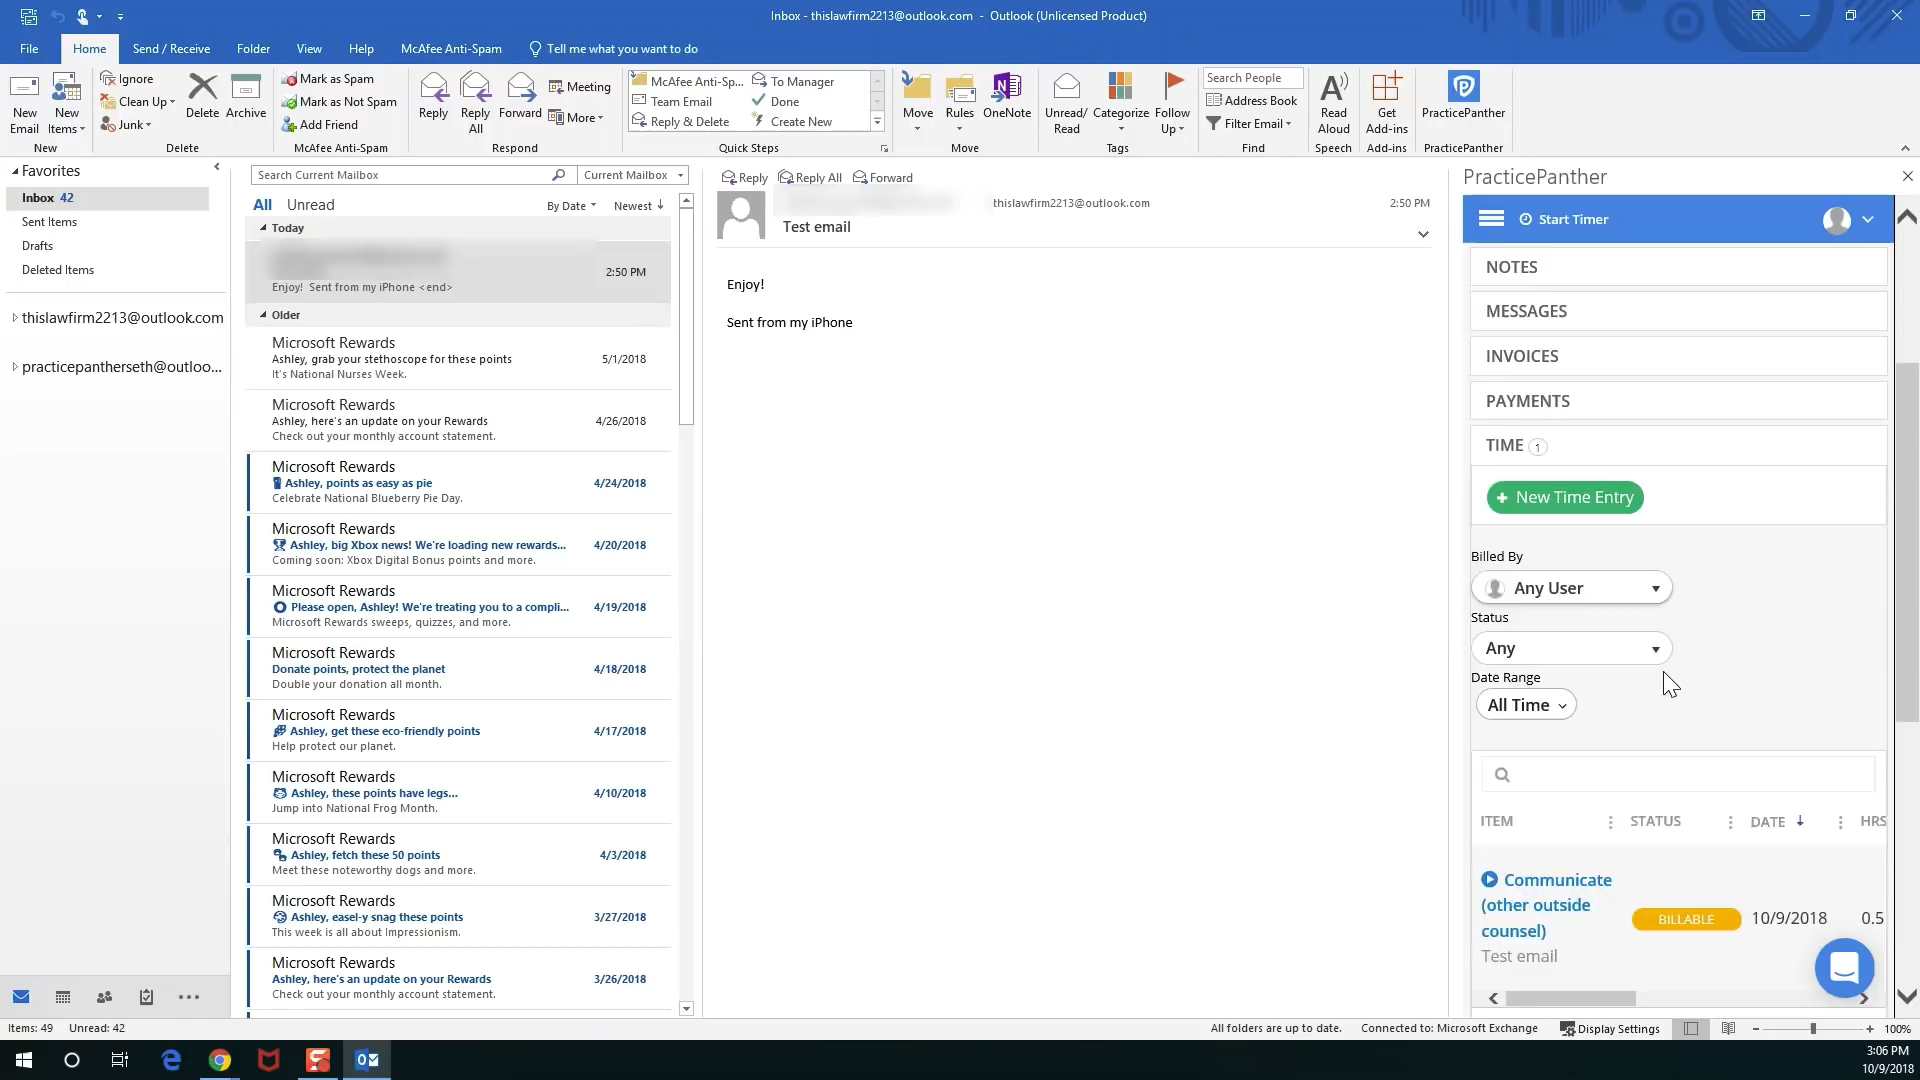 Inbox - thislawfirm2213@outlook.com - Outlook (Unlicensed Product)
File Home Send / Receive Folder View Help McAfee Anti-Spam Tell me what you want to do
New Email
New Items
New
Ignore
Clean Up
Junk
Delete
Archive
Delete
Mark as Spam
Mark as Not Spam
Add Friend
McAfee Anti-Spam
Reply
Reply All
Forward
Meeting
More
Respond
McAfee Anti-Sp...
Team Email
Reply & Delete
To Manager
Done
Create New
Quick Steps
Move
Rules
OneNote
Move
Unread/ Read
Categorize
Follow Up
Tags
Search People
Address Book
Filter Email
Find
Read Aloud
Speech
Get Add-ins
Add-ins
PracticePanther
PracticePanther
Favorites
Inbox 42
Sent Items
Drafts
Deleted Items
thislawfirm2213@outlook.com
practicepantherseth@outloo...
Search Current Mailbox
Current Mailbox
All Unread
By Date Newest
Today
2:50 PM
Enjoy! Sent from my iPhone <end>
Older
Microsoft Rewards
Ashley, grab your stethoscope for these points 5/1/2018
It's National Nurses Week.
Microsoft Rewards
Ashley, here's an update on your Rewards 4/26/2018
Check out your monthly account statement.
Microsoft Rewards
Ashley, points as easy as pie 4/24/2018
Celebrate National Blueberry Pie Day.
Microsoft Rewards
Ashley, big Xbox news! We're loading new rewards... 4/20/2018
Coming soon: Xbox Digital Bonus points and more.
Microsoft Rewards
Please open, Ashley! We're treating you to a compli... 4/19/2018
Microsoft Rewards sweeps, quizzes, and more.
Microsoft Rewards
Donate points, protect the planet 4/18/2018
Double your donation all month.
Microsoft Rewards
Ashley, get these eco-friendly points 4/17/2018
Help protect our planet.
Microsoft Rewards
Ashley, these points have legs... 4/10/2018
Jump into National Frog Month.
Microsoft Rewards
Ashley, fetch these 50 points 4/3/2018
Meet these noteworthy dogs and more.
Microsoft Rewards
Ashley, easel-y snag these points 3/27/2018
This week is all about Impressionism.
Microsoft Rewards
Ashley, here's an update on your Rewards 3/26/2018
Check out your monthly account statement.
Reply Reply All Forward
thislawfirm2213@outlook.com 2:50 PM
Test email
Enjoy!
Sent from my iPhone
PracticePanther
Start Timer
NOTES
MESSAGES
INVOICES
PAYMENTS
TIME 1
+ New Time Entry
Billed By
Any User
Status
Any
Date Range
All Time
ITEM STATUS DATE HRS
Communicate
(other outside
counsel)
BILLABLE 10/9/2018 0.5
Test email
Items: 49 Unread: 42 All folders are up to date. Connected to: Microsoft Exchange Display Settings 100%
3:06 PM
10/9/2018